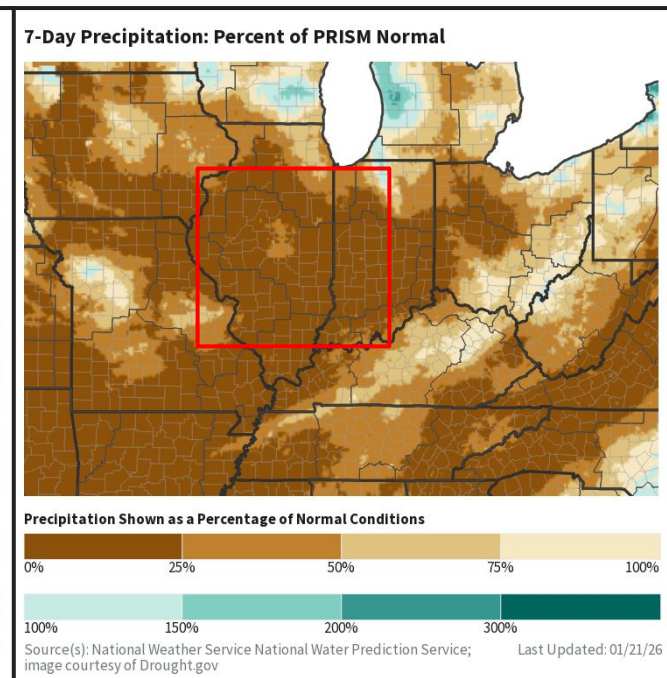 7-Day Precipitation: Percent of PRISM Normal
Precipitation Shown as a Percentage of Normal Conditions
0% 25% 50% 75% 100%
100% 150% 200% 300%
Source(s): National Weather Service National Water Prediction Service; Last Updated: 01/21/26
image courtesy of Drought.gov